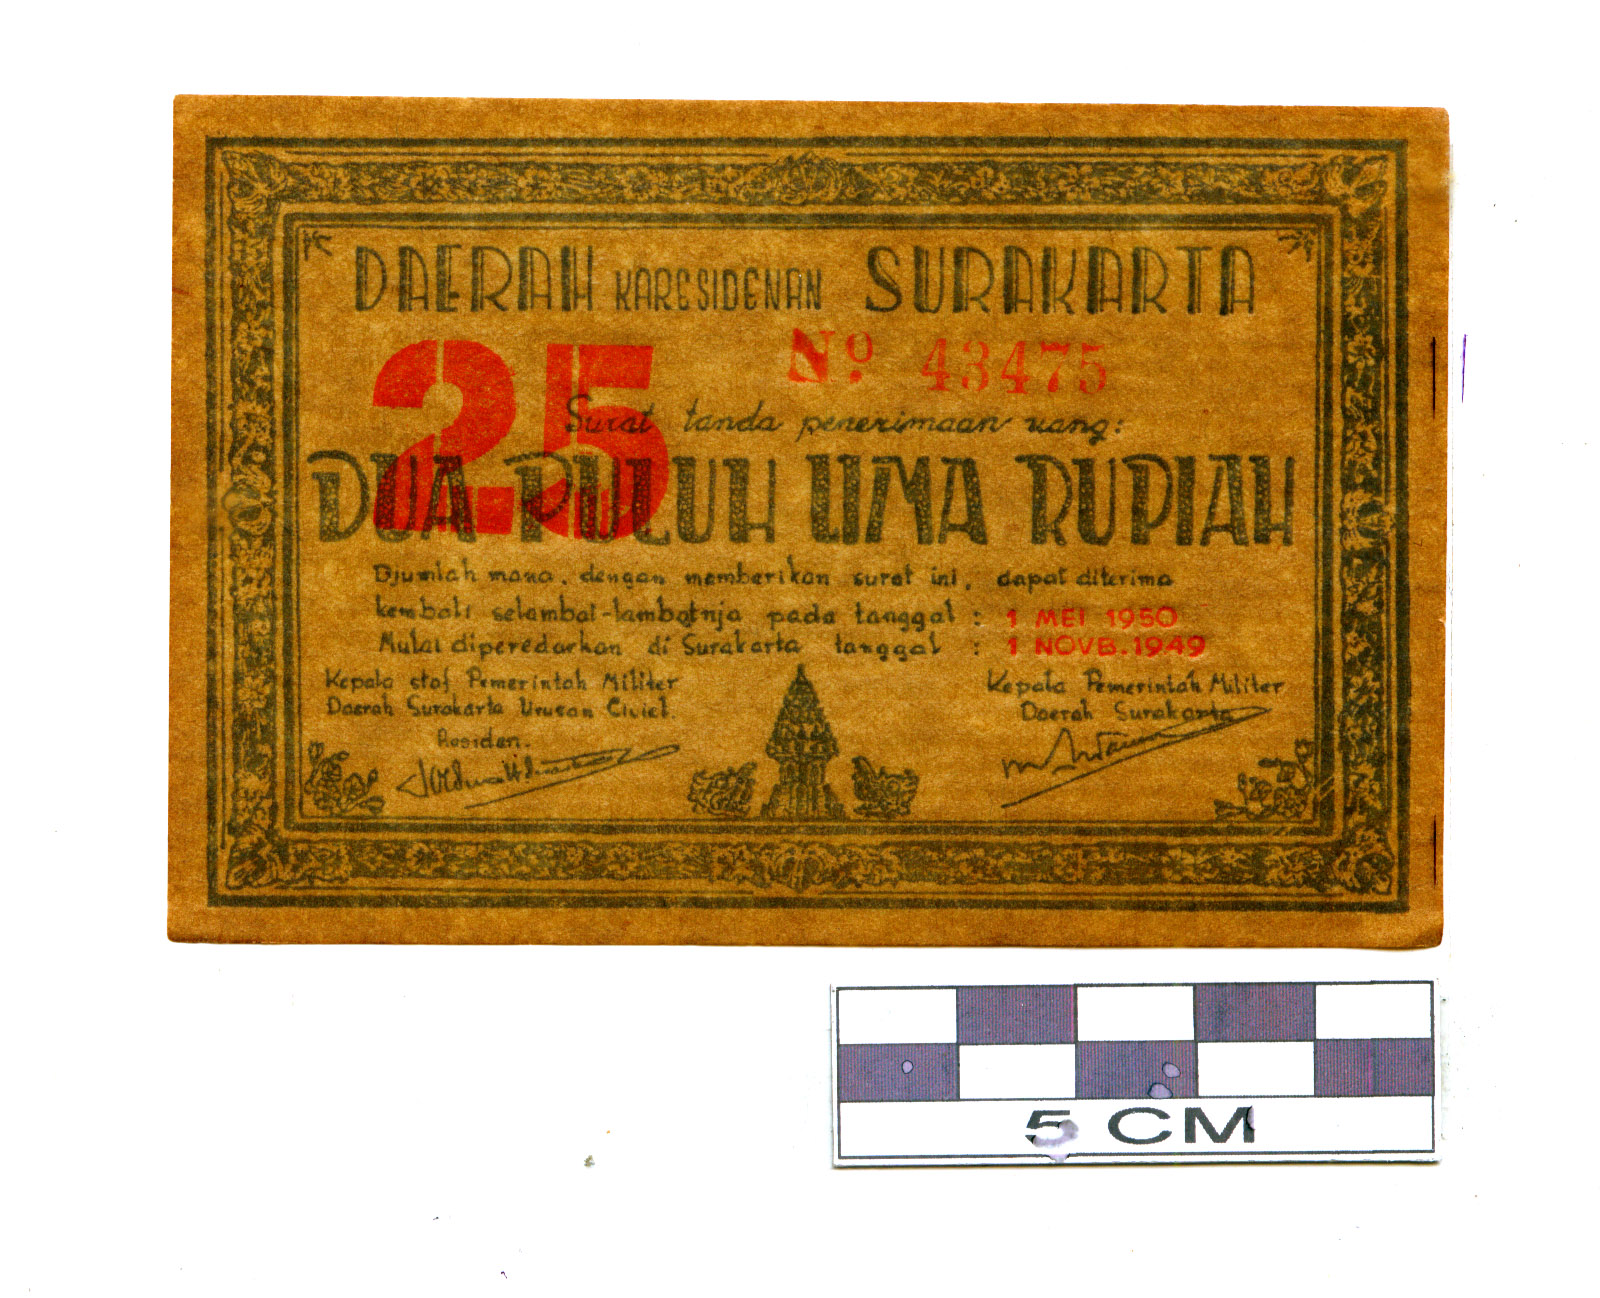 DAERAH KARESIDENAN SURAKARTA
25
Nº 43475
Surat tanda penerimaan uang:
DUA PULUH LIMA RUPIAH
Djumlah mana, dengan memberikan surat ini, dapat diterima
kembali selambat-lambatnja pada tanggal : 1 MEI 1950
Mulai diperedarkan di Surakarta tanggal : 1 NOVB. 1949
Kepala staf Pemerintah Militer
Daerah Surakarta Urusan Civiel.
Residen.
Kepala Pemerintah Militer
Daerah Surakarta
5 CM